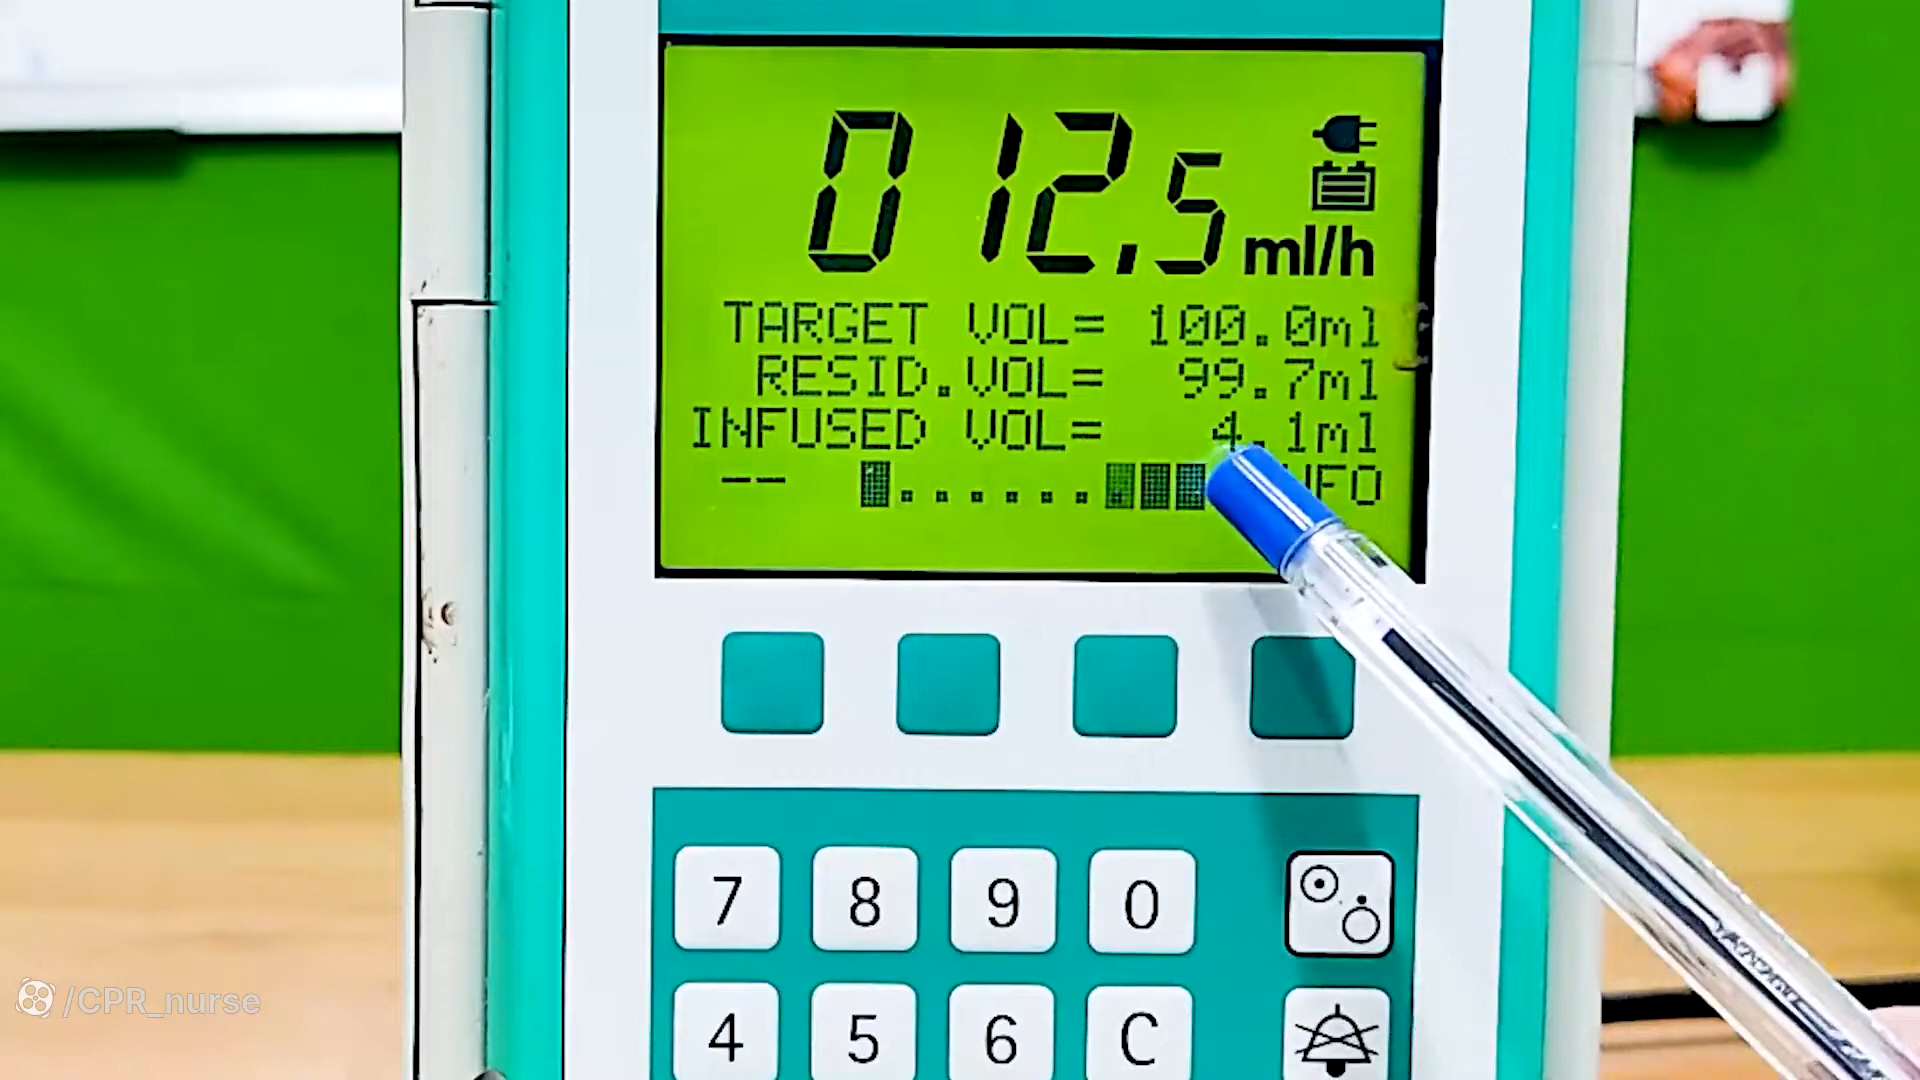 012.5 ml/h
TARGET VOL= 100.0ml
RESID.VOL= 99.7ml
INFUSED VOL= 4.1ml
7 8 9 0
4 5 6 C
/CPR_nurse